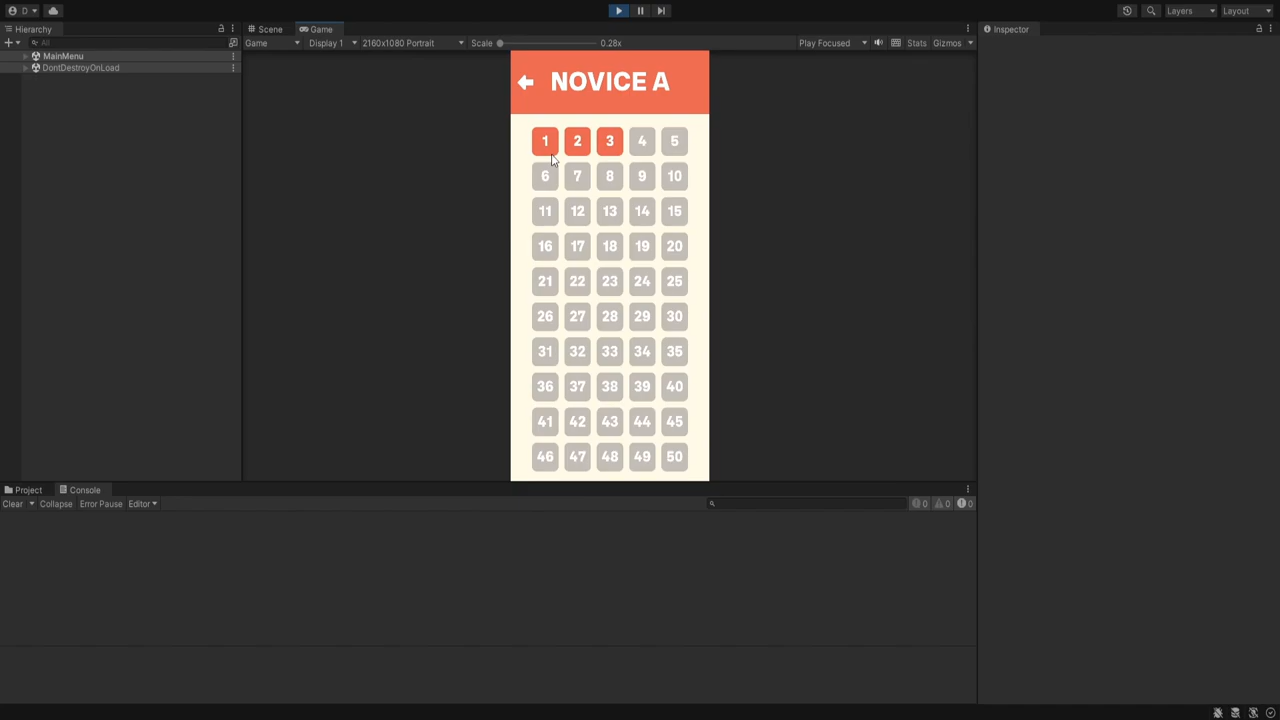 D Layers Layout
Hierarchy Scene Game Inspector
All Game Display 1 2160x1080 Portrait Scale 0.28x Play Focused Stats Gizmos
MainMenu
DontDestroyOnLoad
NOVICE A
1 2 3 4 5
6 7 8 9 10
11 12 13 14 15
16 17 18 19 20
21 22 23 24 25
26 27 28 29 30
31 32 33 34 35
36 37 38 39 40
41 42 43 44 45
46 47 48 49 50
Project Console
Clear Collapse Error Pause Editor 0 0 0